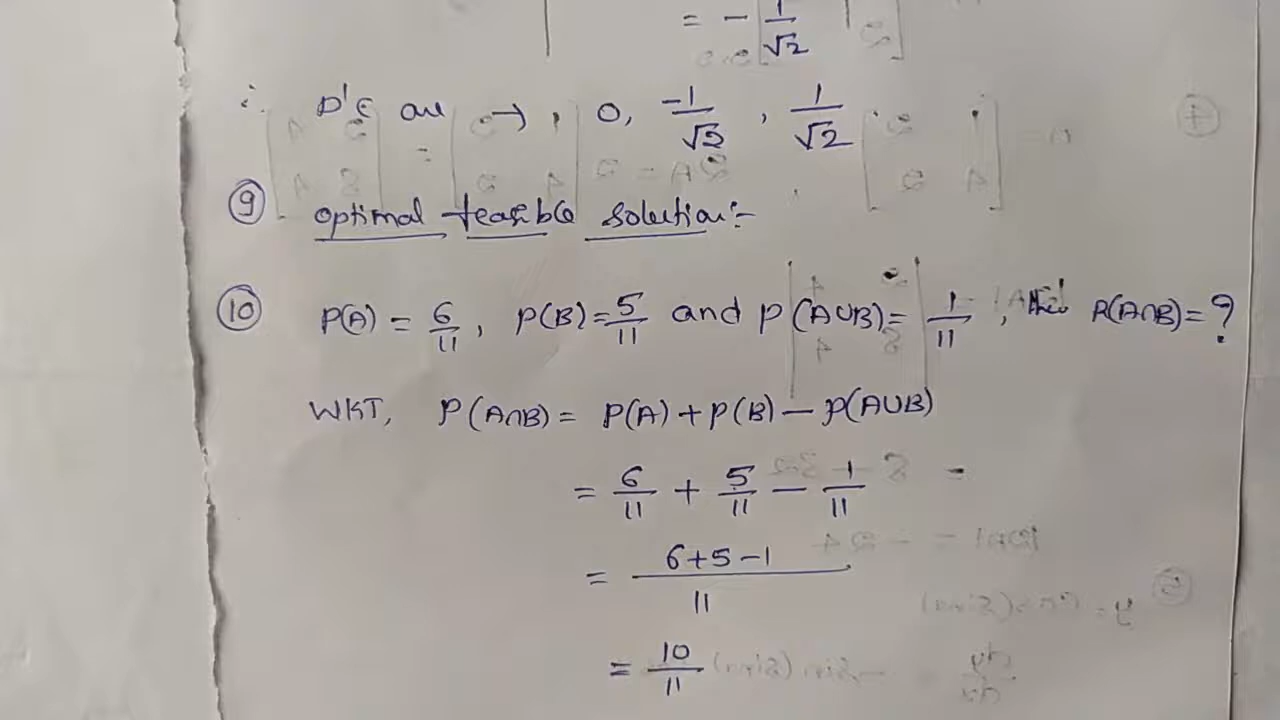 = - 1/√2
∴ D'c are → , 0, -1/√2 , 1/√2
⑨ optimal feasible solution:-
⑩ P(A) = 6/11, P(B) = 5/11 and P(A∪B) = 1/11, then P(A∩B) = ?
WKT, P(A∩B) = P(A) + P(B) - P(A∪B)
= 6/11 + 5/11 - 1/11
= 6+5-1/11
= 10/11